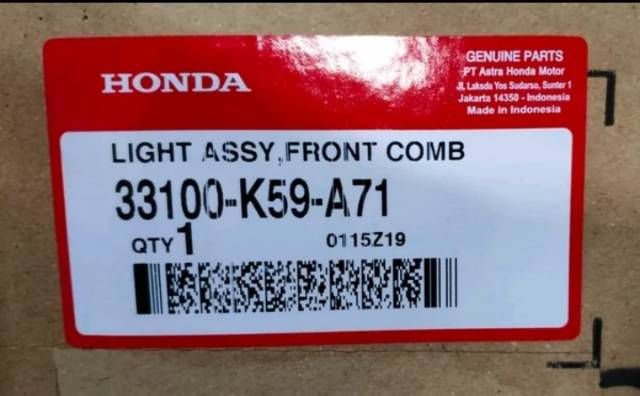 HONDA
GENUINE PARTS
PT Astra Honda Motor
Jl, Laksda Yos Sudarso, Sunter 1
Jakarta 14350 - Indonesia
Made in Indonesia
LIGHT ASSY,FRONT COMB
33100-K59-A71
QTY 1 0115Z19